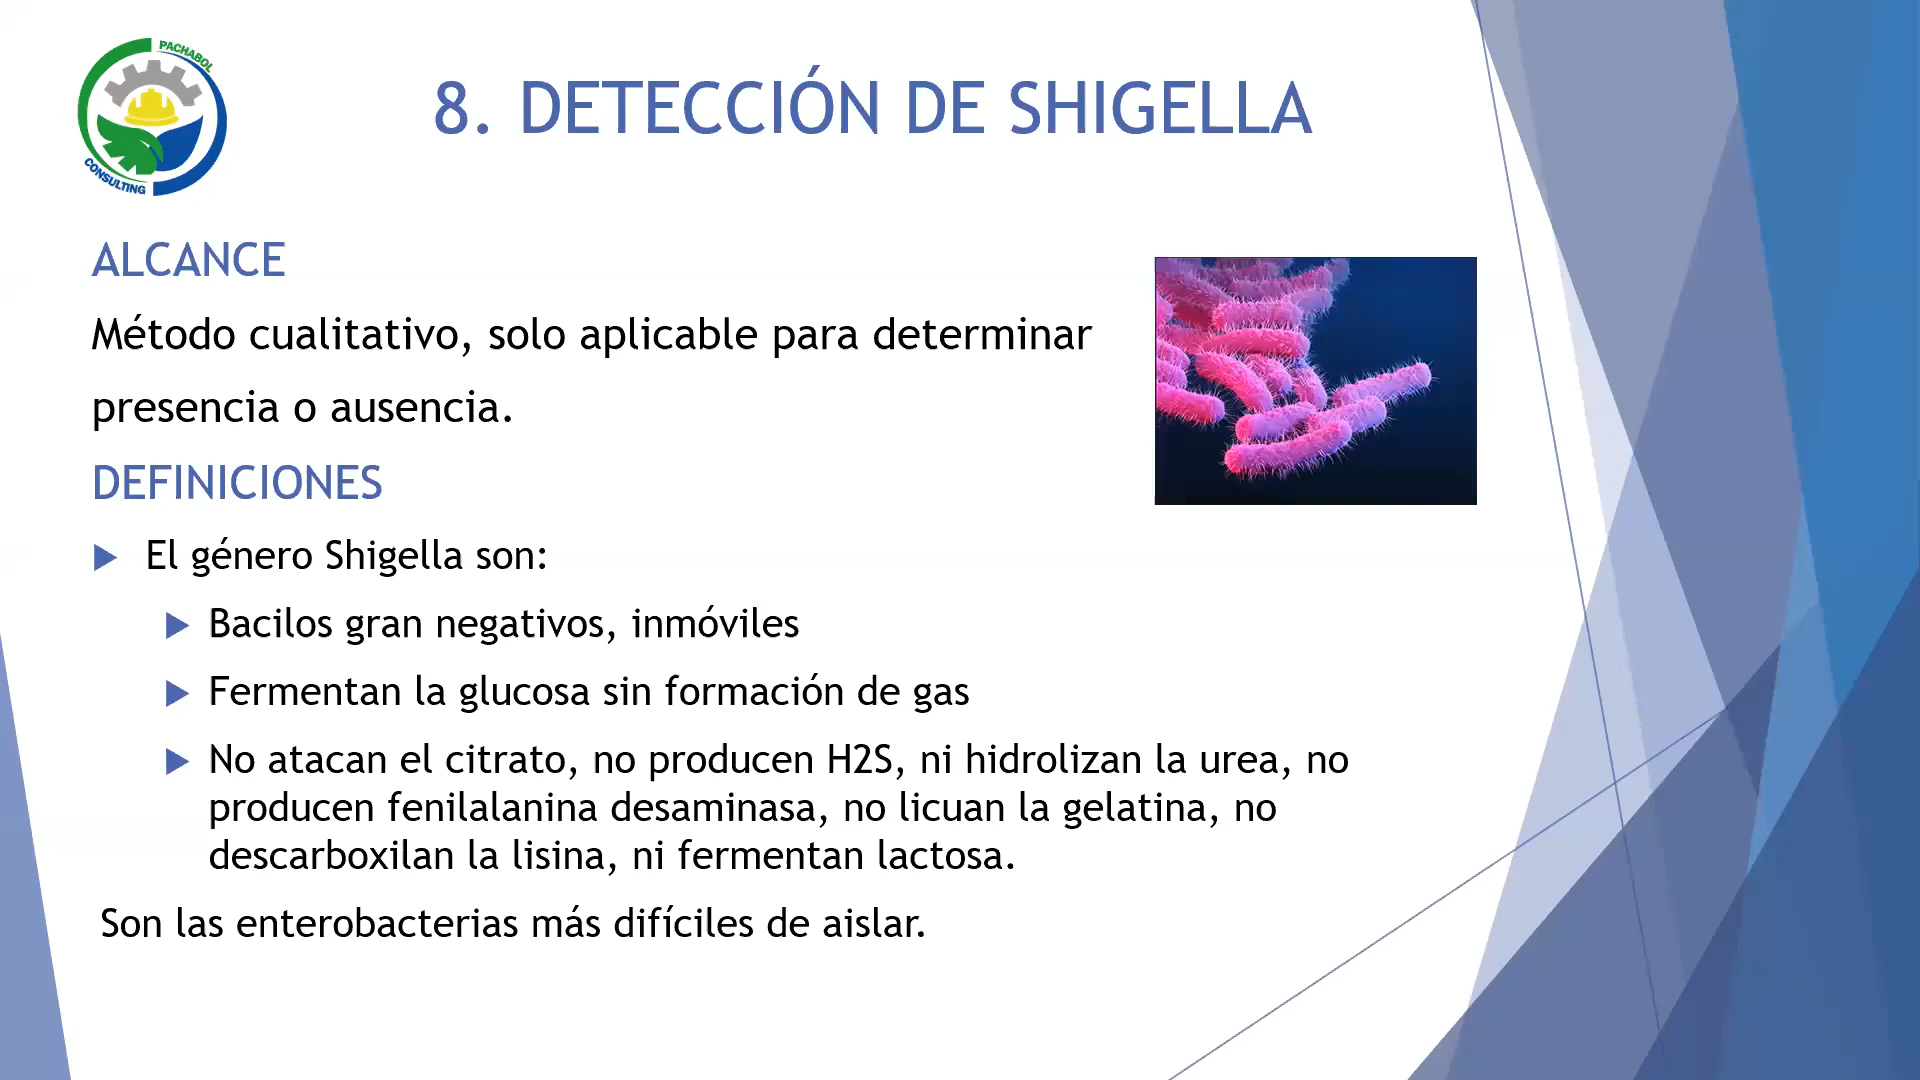 PACHABOL
CONSULTING
8. DETECCIÓN DE SHIGELLA
ALCANCE
Método cualitativo, solo aplicable para determinar
presencia o ausencia.
DEFINICIONES
El género Shigella son:
Bacilos gran negativos, inmóviles
Fermentan la glucosa sin formación de gas
No atacan el citrato, no producen H2S, ni hidrolizan la urea, no
producen fenilalanina desaminasa, no licuan la gelatina, no
descarboxilan la lisina, ni fermentan lactosa.
Son las enterobacterias más difíciles de aislar.